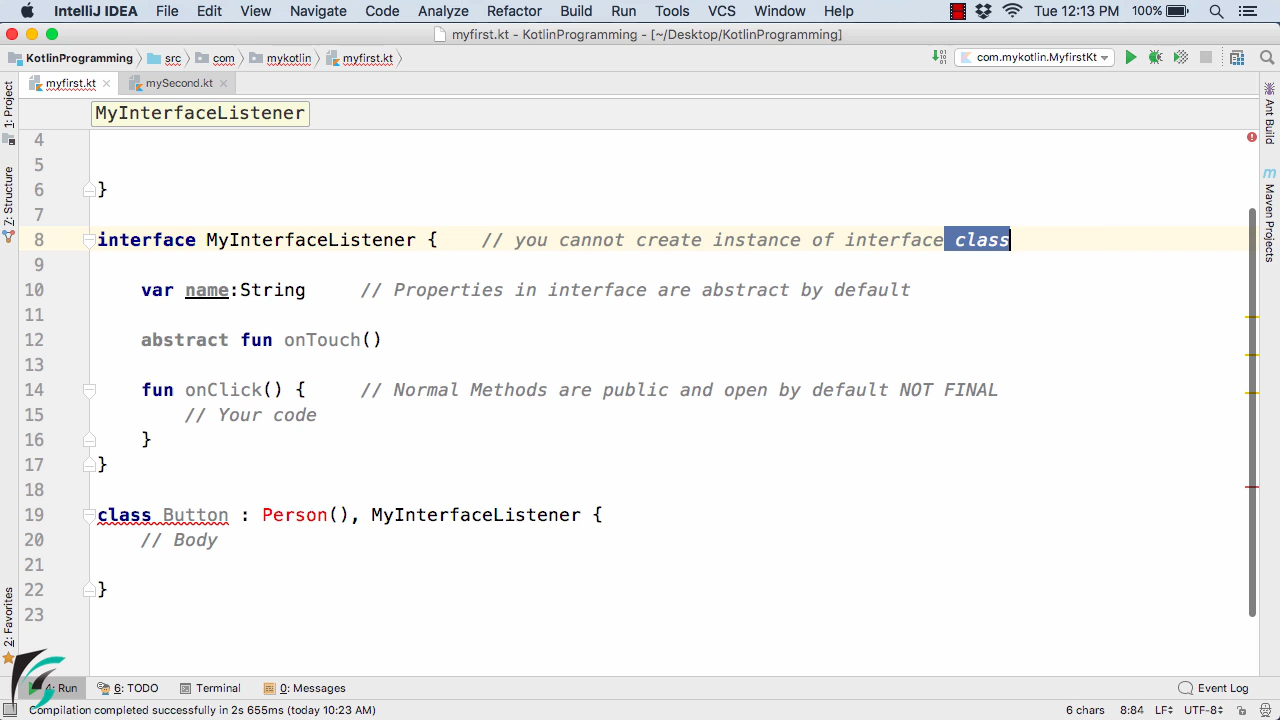 IntelliJ IDEA File Edit View Navigate Code Analyze Refactor Build Run Tools VCS Window Help Tue 12:13 PM 100%
myfirst.kt - KotlinProgramming - [~/Desktop/KotlinProgramming]
KotlinProgramming src com mykotlin myfirst.kt com.mykotlin.MyfirstKt
myfirst.kt mySecond.kt
MyInterfaceListener
4
5
6 }
7
8 interface MyInterfaceListener { // you cannot create instance of interface class
9
10 var name:String // Properties in interface are abstract by default
11
12 abstract fun onTouch()
13
14 fun onClick() { // Normal Methods are public and open by default NOT FINAL
15 // Your code
16 }
17 }
18
19 class Button : Person(), MyInterfaceListener {
20 // Body
21
22 }
23
1: Project
7: Structure
2: Favorites
Ant Build
m Maven Projects
4: Run 6: TODO Terminal 0: Messages Event Log
Compilation completed successfully in 2s 655ms (today 10:23 AM) 6 chars 8:84 LF UTF-8